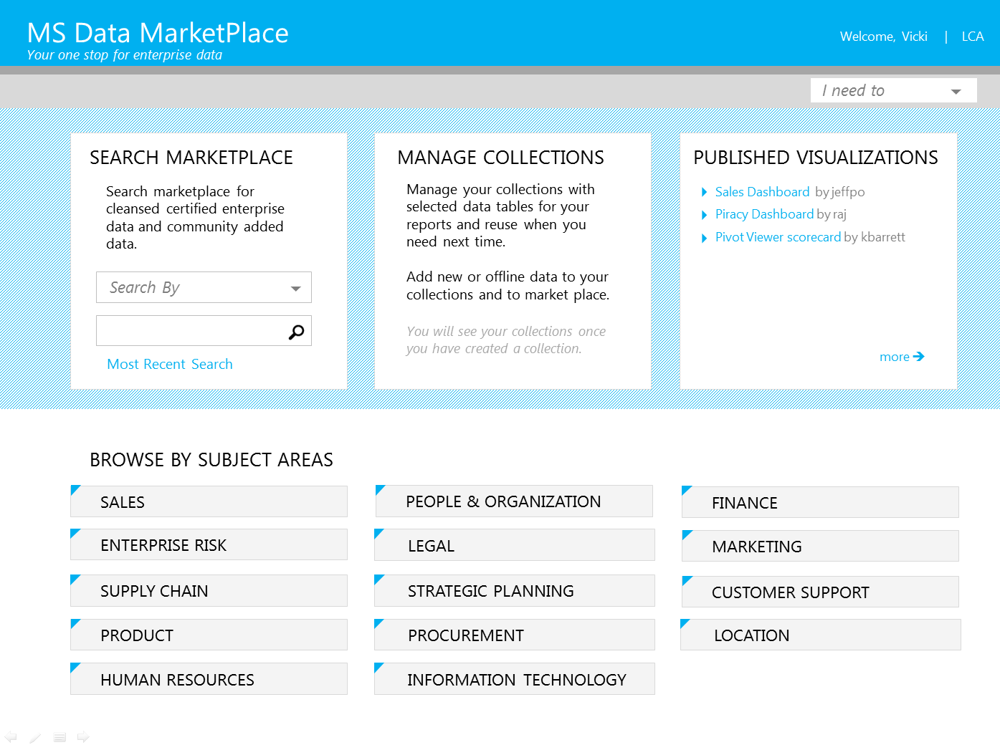 MS Data MarketPlace
Your one stop for enterprise data
Welcome, Vicki | LCA
I need to
SEARCH MARKETPLACE
Search marketplace for
cleansed certified enterprise
data and community added
data.
Search By
Most Recent Search
MANAGE COLLECTIONS
Manage your collections with
selected data tables for your
reports and reuse when you
need next time.
Add new or offline data to your
collections and to market place.
You will see your collections once
you have created a collection.
PUBLISHED VISUALIZATIONS
Sales Dashboard by jeffpo
Piracy Dashboard by raj
Pivot Viewer scorecard by kbarrett
more
BROWSE BY SUBJECT AREAS
SALES
PEOPLE & ORGANIZATION
FINANCE
ENTERPRISE RISK
LEGAL
MARKETING
SUPPLY CHAIN
STRATEGIC PLANNING
CUSTOMER SUPPORT
PRODUCT
PROCUREMENT
LOCATION
HUMAN RESOURCES
INFORMATION TECHNOLOGY